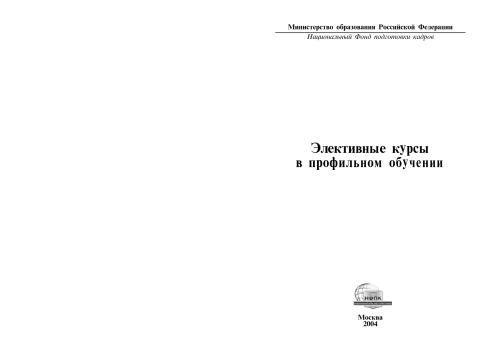 Министерство образования Российской Федерации
Национальный Фонд подготовки кадров
Элективные курсы
в профильном обучении
НФПК
Москва
2004